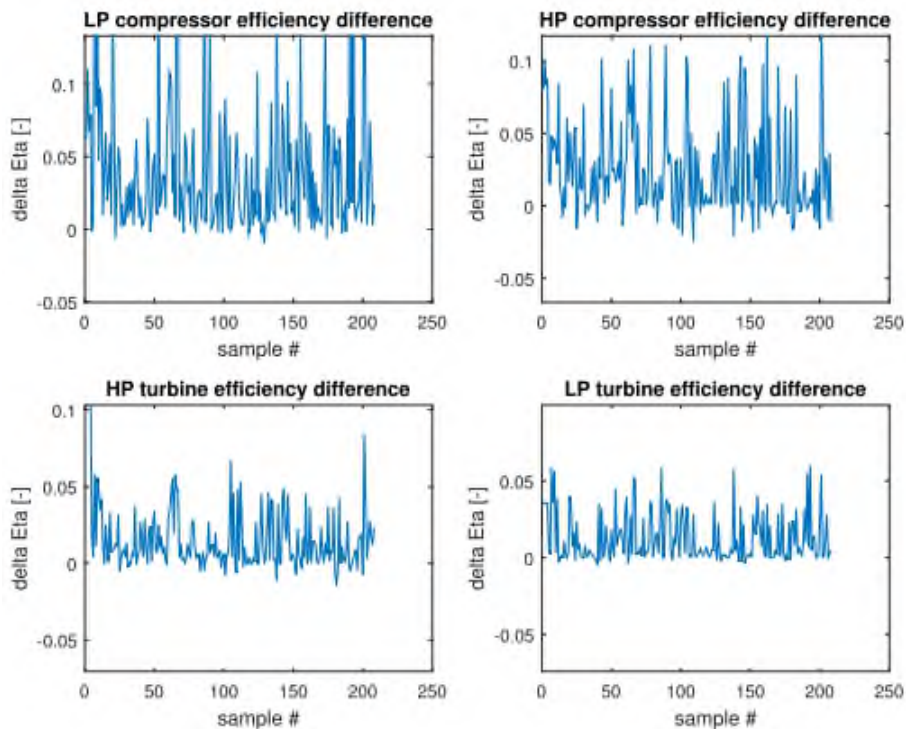 LP compressor efficiency difference
delta Eta [-]
0.1
0.05
0
-0.05
0 50 100 150 200 250
sample #
HP compressor efficiency difference
delta Eta [-]
0.1
0.05
0
-0.05
0 50 100 150 200 250
sample #
HP turbine efficiency difference
delta Eta [-]
0.1
0.05
0
-0.05
0 50 100 150 200 250
sample #
LP turbine efficiency difference
delta Eta [-]
0.05
0
-0.05
0 50 100 150 200 250
sample #